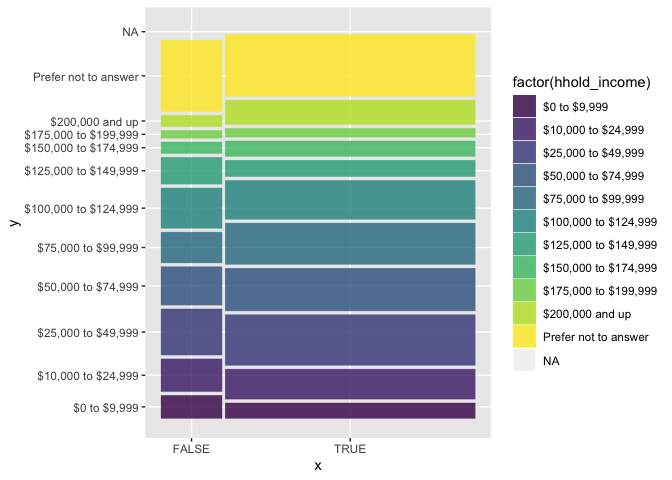 NA
Prefer not to answer
$200,000 and up
$175,000 to $199,999
$150,000 to $174,999
$125,000 to $149,999
$100,000 to $124,999
$75,000 to $99,999
$50,000 to $74,999
$25,000 to $49,999
$10,000 to $24,999
$0 to $9,999
y
FALSE
TRUE
x
factor(hhold_income)
$0 to $9,999
$10,000 to $24,999
$25,000 to $49,999
$50,000 to $74,999
$75,000 to $99,999
$100,000 to $124,999
$125,000 to $149,999
$150,000 to $174,999
$175,000 to $199,999
$200,000 and up
Prefer not to answer
NA